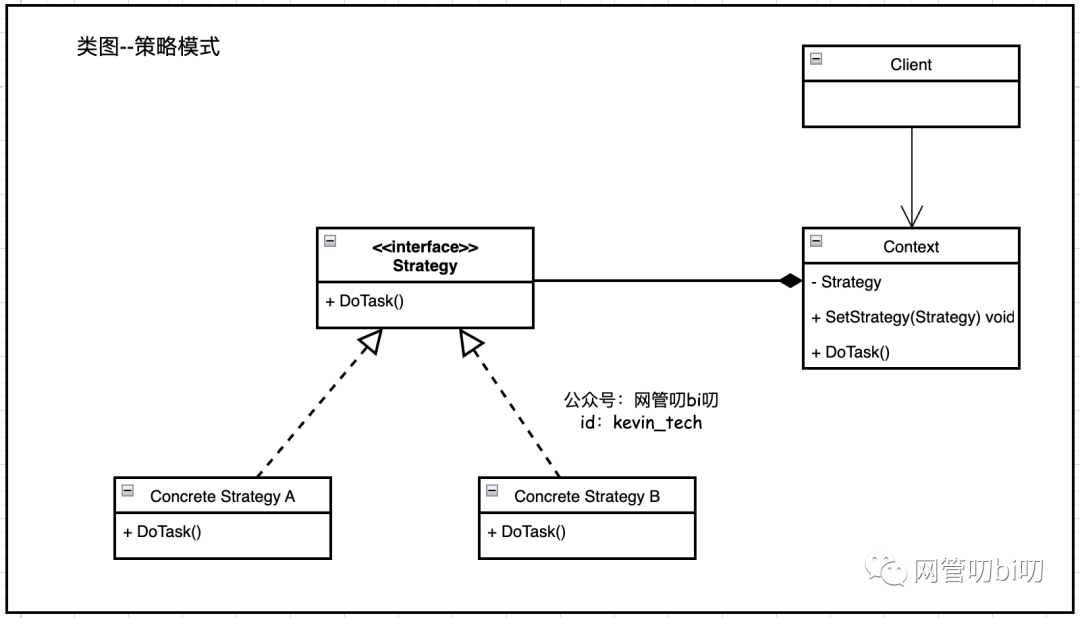 类图--策略模式
Client
<<interface>>
Strategy
+ DoTask()
Context
- Strategy
+ SetStrategy(Strategy) void
+ DoTask()
公众号：网管叨bi叨
id：kevin_tech
Concrete Strategy A
+ DoTask()
Concrete Strategy B
+ DoTask()
网管叨bi叨